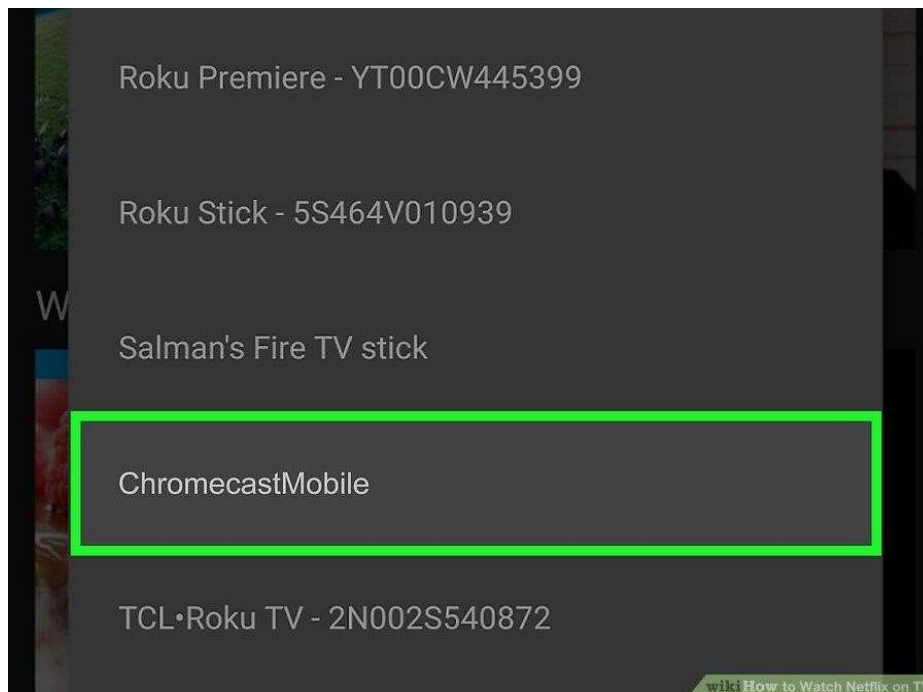 Roku Premiere - YT00CW445399
Roku Stick - 5S464V010939
W
Salman's Fire TV stick
ChromecastMobile
TCL•Roku TV - 2N002S540872
wikiHow to Watch Netflix on T